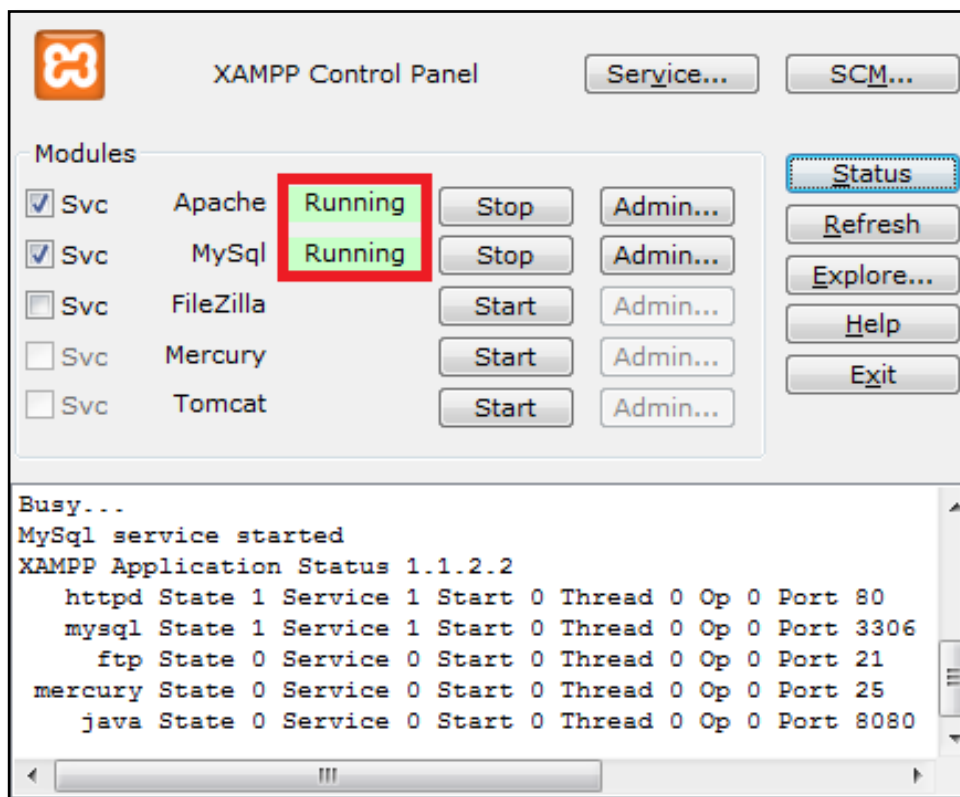 XAMPP Control Panel Service... SCM...
Modules
Status
Svc Apache Running Stop Admin...
Refresh
Svc MySql Running Stop Admin...
Explore...
Svc FileZilla Start Admin...
Help
Svc Mercury Start Admin...
Exit
Svc Tomcat Start Admin...
Busy...
MySql service started
XAMPP Application Status 1.1.2.2
httpd State 1 Service 1 Start 0 Thread 0 Op 0 Port 80
mysql State 1 Service 1 Start 0 Thread 0 Op 0 Port 3306
ftp State 0 Service 0 Start 0 Thread 0 Op 0 Port 21
mercury State 0 Service 0 Start 0 Thread 0 Op 0 Port 25
java State 0 Service 0 Start 0 Thread 0 Op 0 Port 8080